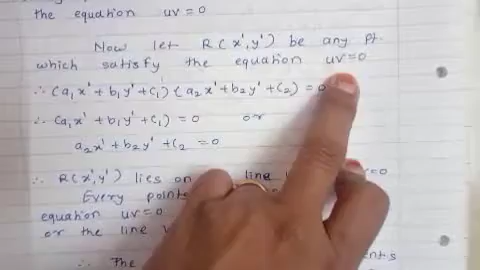 the equation uv=0
Now let R(x',y') be any pt.
which satisfy the equation uv=0
∴ (a₁x' + b₁y' + c₁) (a₂x' + b₂y' + c₂) = 0
∴ (a₁x' + b₁y' + c₁) = 0 or
a₂x' + b₂y' + c₂ = 0
∴ R(x',y') lies on line =0
Every point
equation uv=0
or the line
∴ The